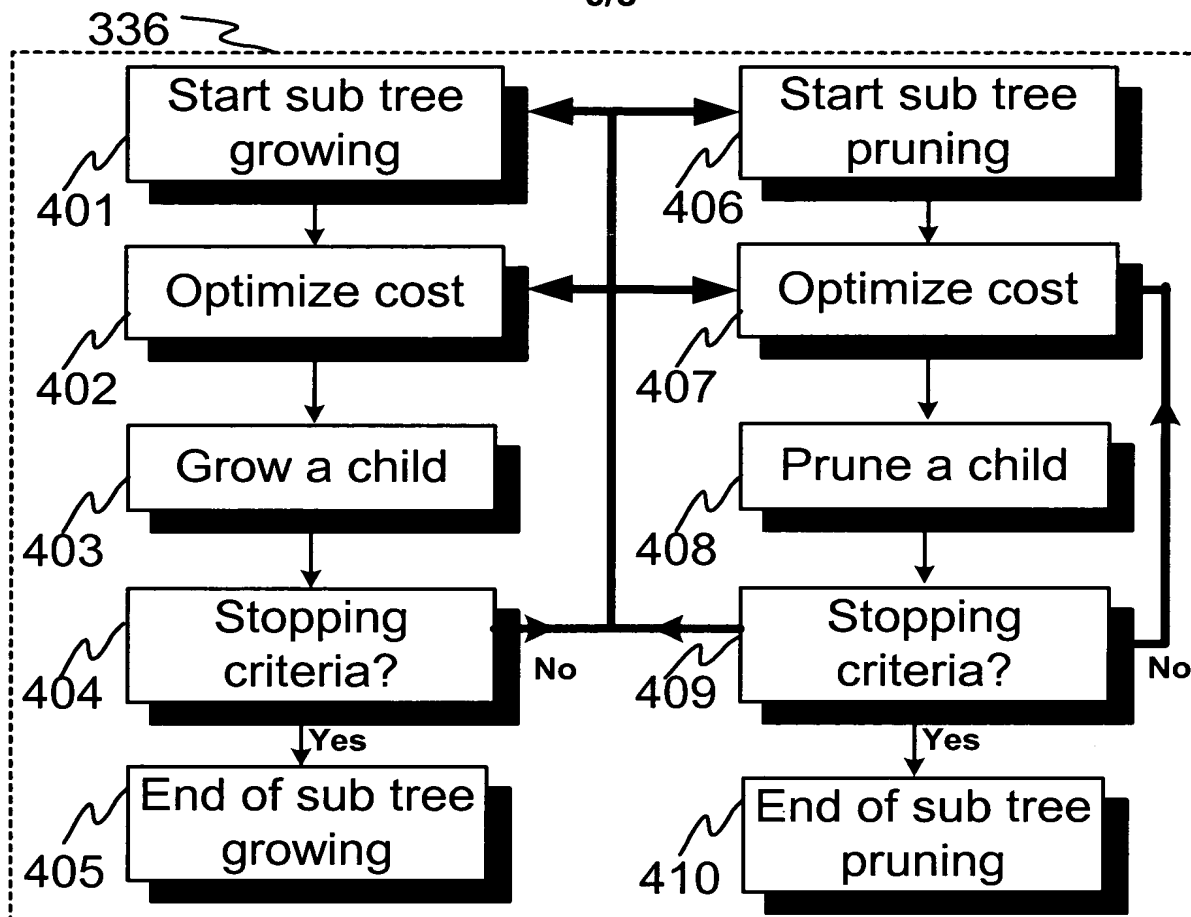 336
Start sub tree
growing
401
Optimize cost
402
Grow a child
403
Stopping
criteria?
404
No
Yes
End of sub tree
growing
405
Start sub tree
pruning
406
Optimize cost
407
Prune a child
408
Stopping
criteria?
409
No
Yes
End of sub tree
pruning
410